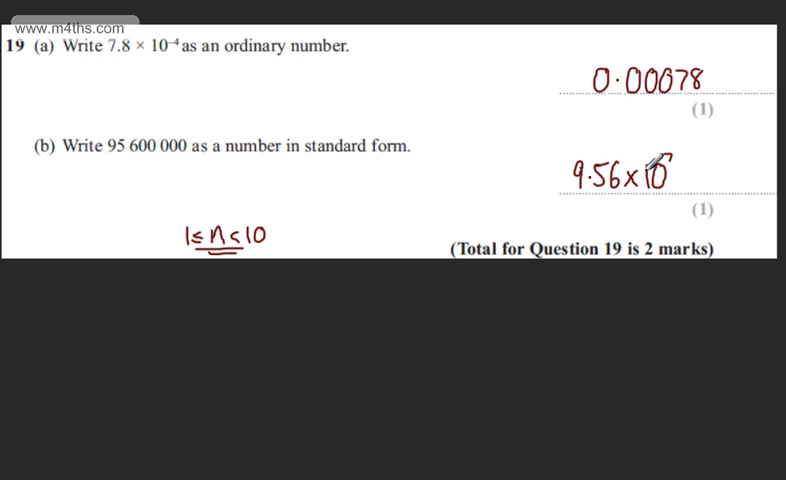 www.m4ths.com
19 (a) Write 7.8 × 10⁻⁴ as an ordinary number.
0.00078
(1)
(b) Write 95 600 000 as a number in standard form.
9.56 × 10⁷
(1)
1 ≤ n < 10
(Total for Question 19 is 2 marks)